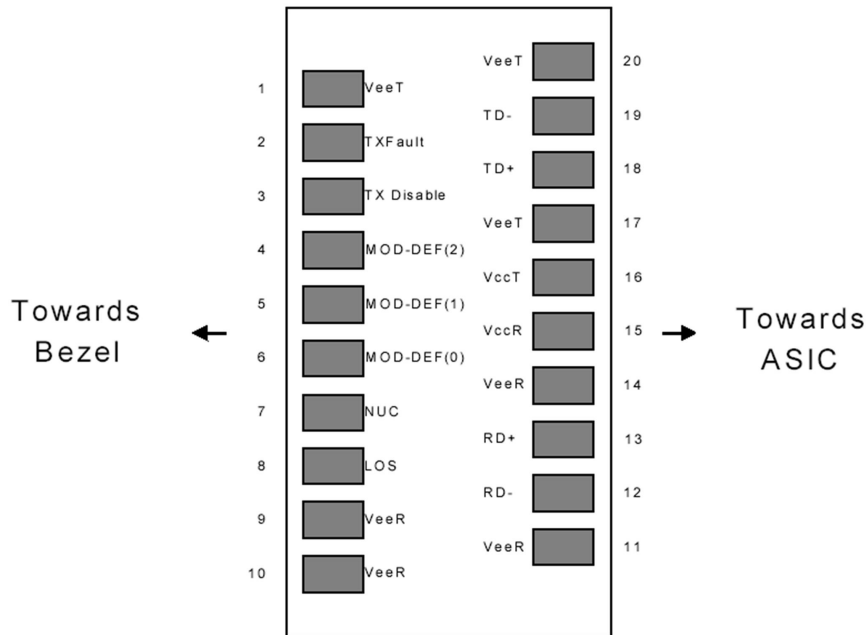 VeeT 20
1 VeeT
TD- 19
2 TXFault
TD+ 18
3 TX Disable
VeeT 17
4 MOD-DEF(2)
VccT 16
5 MOD-DEF(1)
Towards
Bezel
VccR 15
Towards
ASIC
6 MOD-DEF(0)
VeeR 14
7 NUC
RD+ 13
8 LOS
RD- 12
9 VeeR
VeeR 11
10 VeeR